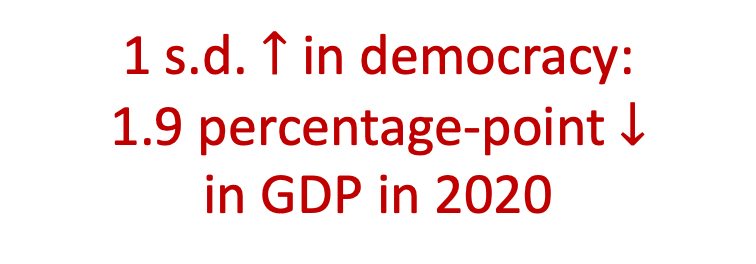 1 s.d. ↑ in democracy:
1.9 percentage-point ↓
in GDP in 2020